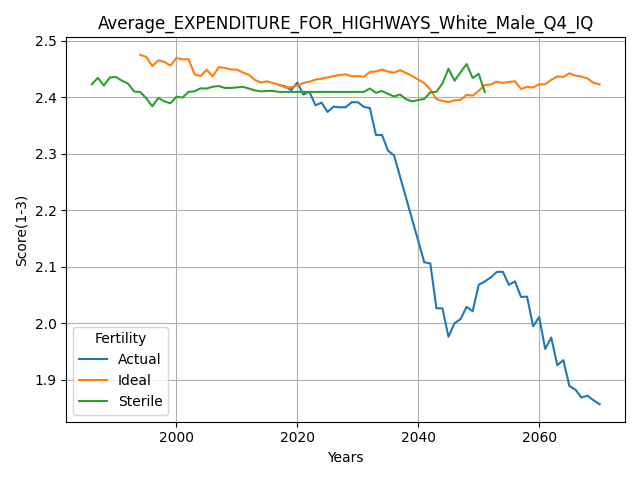 Average_EXPENDITURE_FOR_HIGHWAYS_White_Male_Q4_IQ
2.5
2.4
2.3
2.2
2.1
2.0
1.9
Score(1-3)
Fertility
Actual
Ideal
Sterile
2000 2020 2040 2060
Years